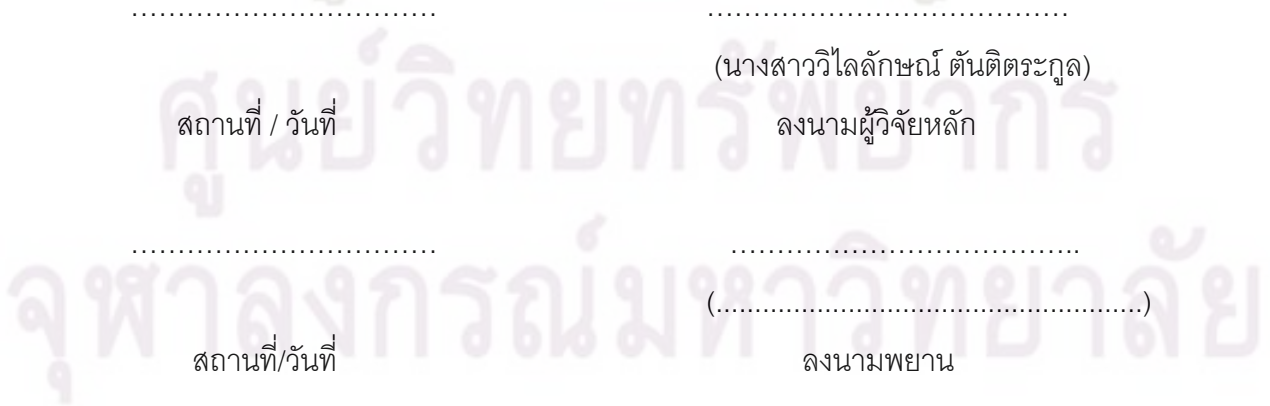 ……………………………. ………………………………….
(นางสาววิไลลักษณ์ ตันติตระกูล)
สถานที่ / วันที่ ลงนามผู้วิจัยหลัก
……………………………. …………………………………..
(.......................................................)
สถานที่/วันที่ ลงนามพยาน
ศูนย์วิทยทรัพยากร
จุฬาลงกรณ์มหาวิทยาลัย